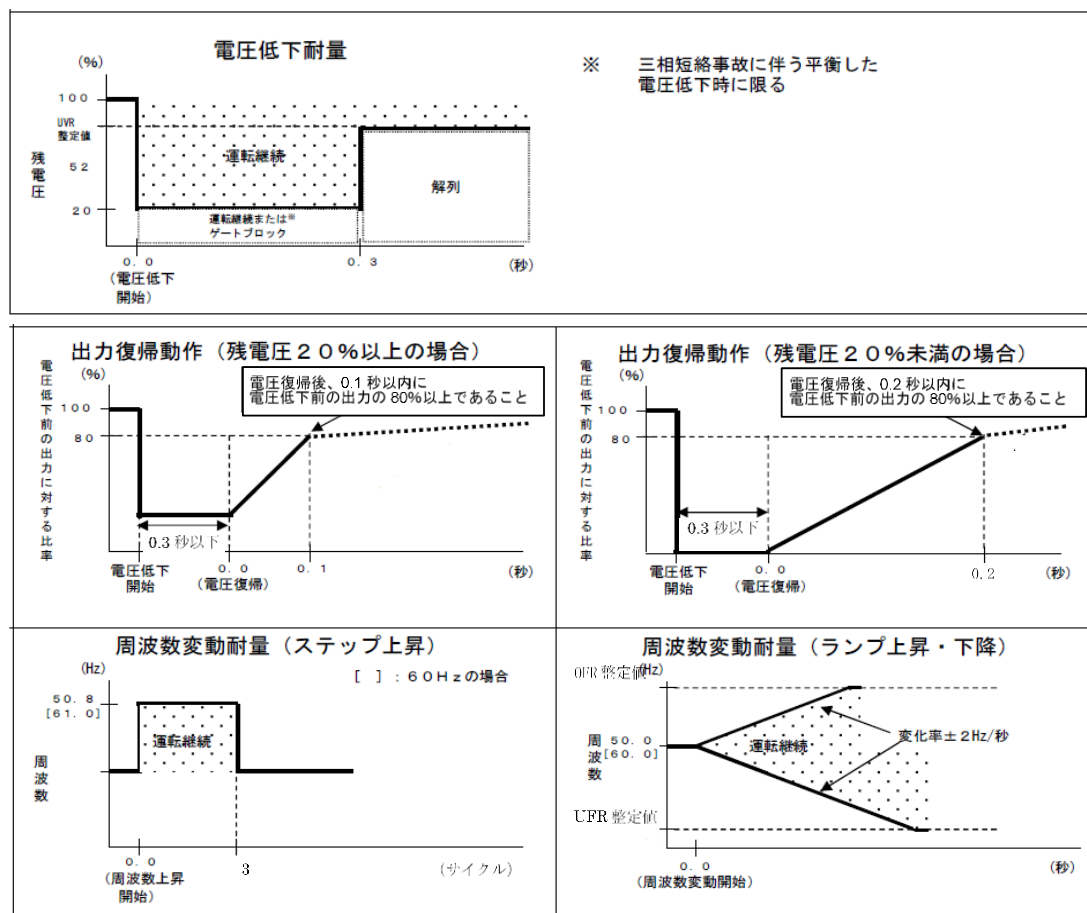 電圧低下耐量
(%)
100
UVR
整定値
残電圧
52
20
運転継続
運転継続または※
ゲートブロック
解列
0.0
(電圧低下
開始)
0.3
(秒)
※ 三相短絡事故に伴う平衡した
電圧低下時に限る
出力復帰動作(残電圧20%以上の場合)
(%)
電圧復帰後、0.1秒以内に
電圧低下前の出力の80%以上であること
100
80
電圧低下前の出力に対する比率
0.3秒以下
電圧低下
開始
0.0
(電圧復帰)
0.1
(秒)
出力復帰動作(残電圧20%未満の場合)
(%)
電圧復帰後、0.2秒以内に
電圧低下前の出力の80%以上であること
100
80
電圧低下前の出力に対する比率
0.3秒以下
電圧低下
開始
0.0
(電圧復帰)
0.2
(秒)
周波数変動耐量(ステップ上昇)
(Hz)
[ ]:60Hzの場合
50.8
[61.0]
運転継続
周波数
0.0
(周波数上昇
開始)
3
(サイクル)
周波数変動耐量(ランプ上昇・下降)
OFR整定値
(Hz)
周波数
50.0
[60.0]
運転継続
変化率±2Hz/秒
UFR整定値
0.0
(周波数変動開始)
(秒)